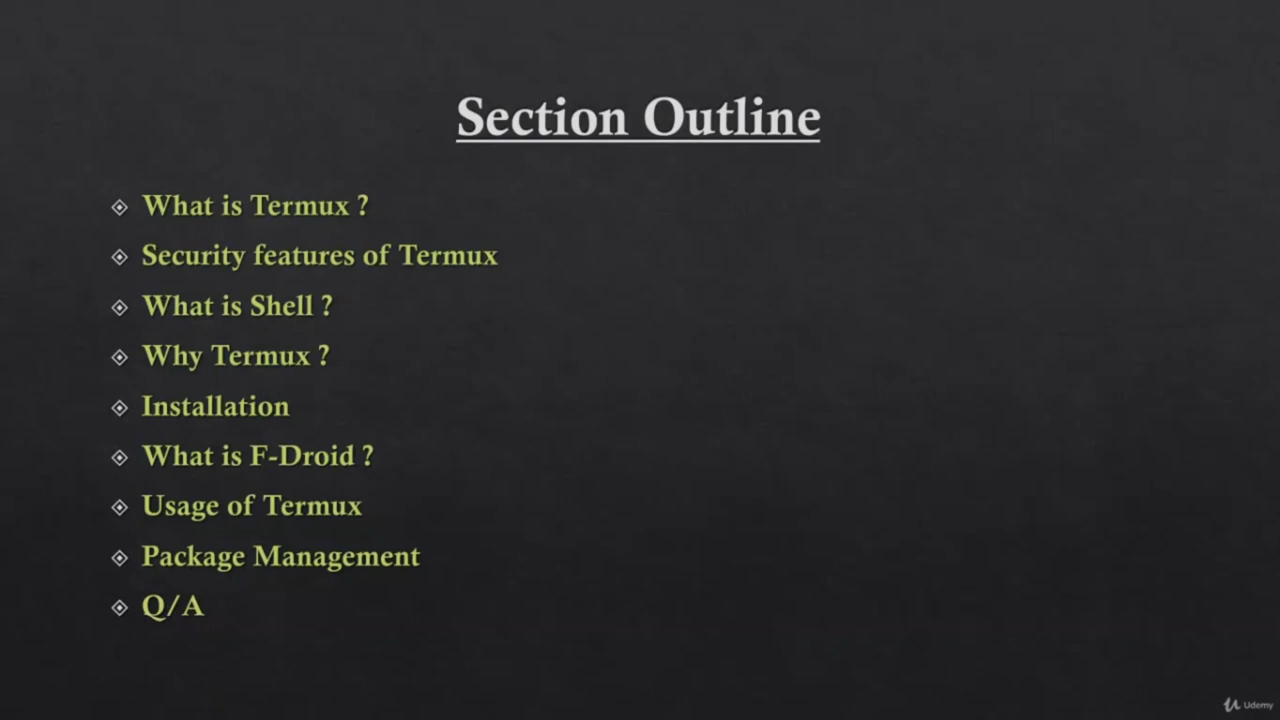 Section Outline
What is Termux ?
Security features of Termux
What is Shell ?
Why Termux ?
Installation
What is F-Droid ?
Usage of Termux
Package Management
Q/A
Udemy